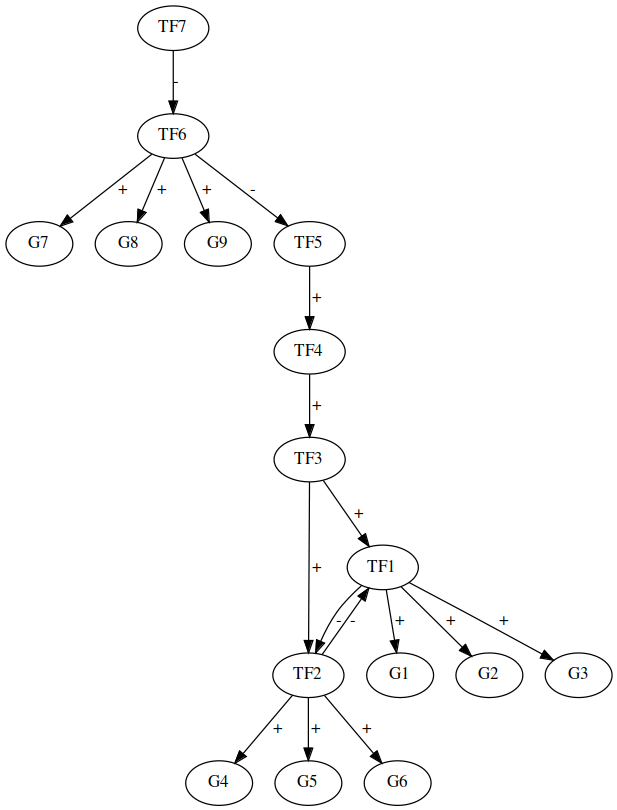 TF7
-
TF6
+ + + -
G7 G8 G9 TF5
+
TF4
+
TF3
+
TF1
+
- - + + +
TF2 G1 G2 G3
+ + +
G4 G5 G6